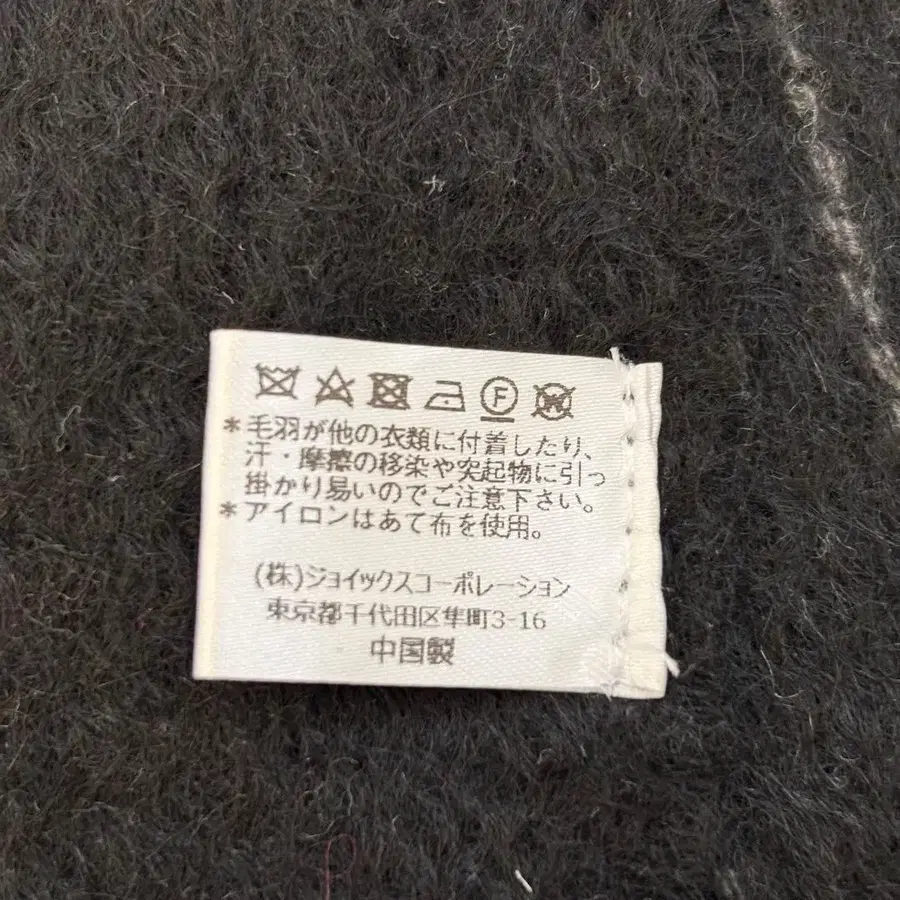 F
*毛羽が他の衣類に付着したり、
汗・摩擦の移染や突起物に引っ
掛かり易いのでご注意下さい。
*アイロンはあて布を使用。
(株)ジョイックスコーポレーション
東京都千代田区隼町3-16
中国製